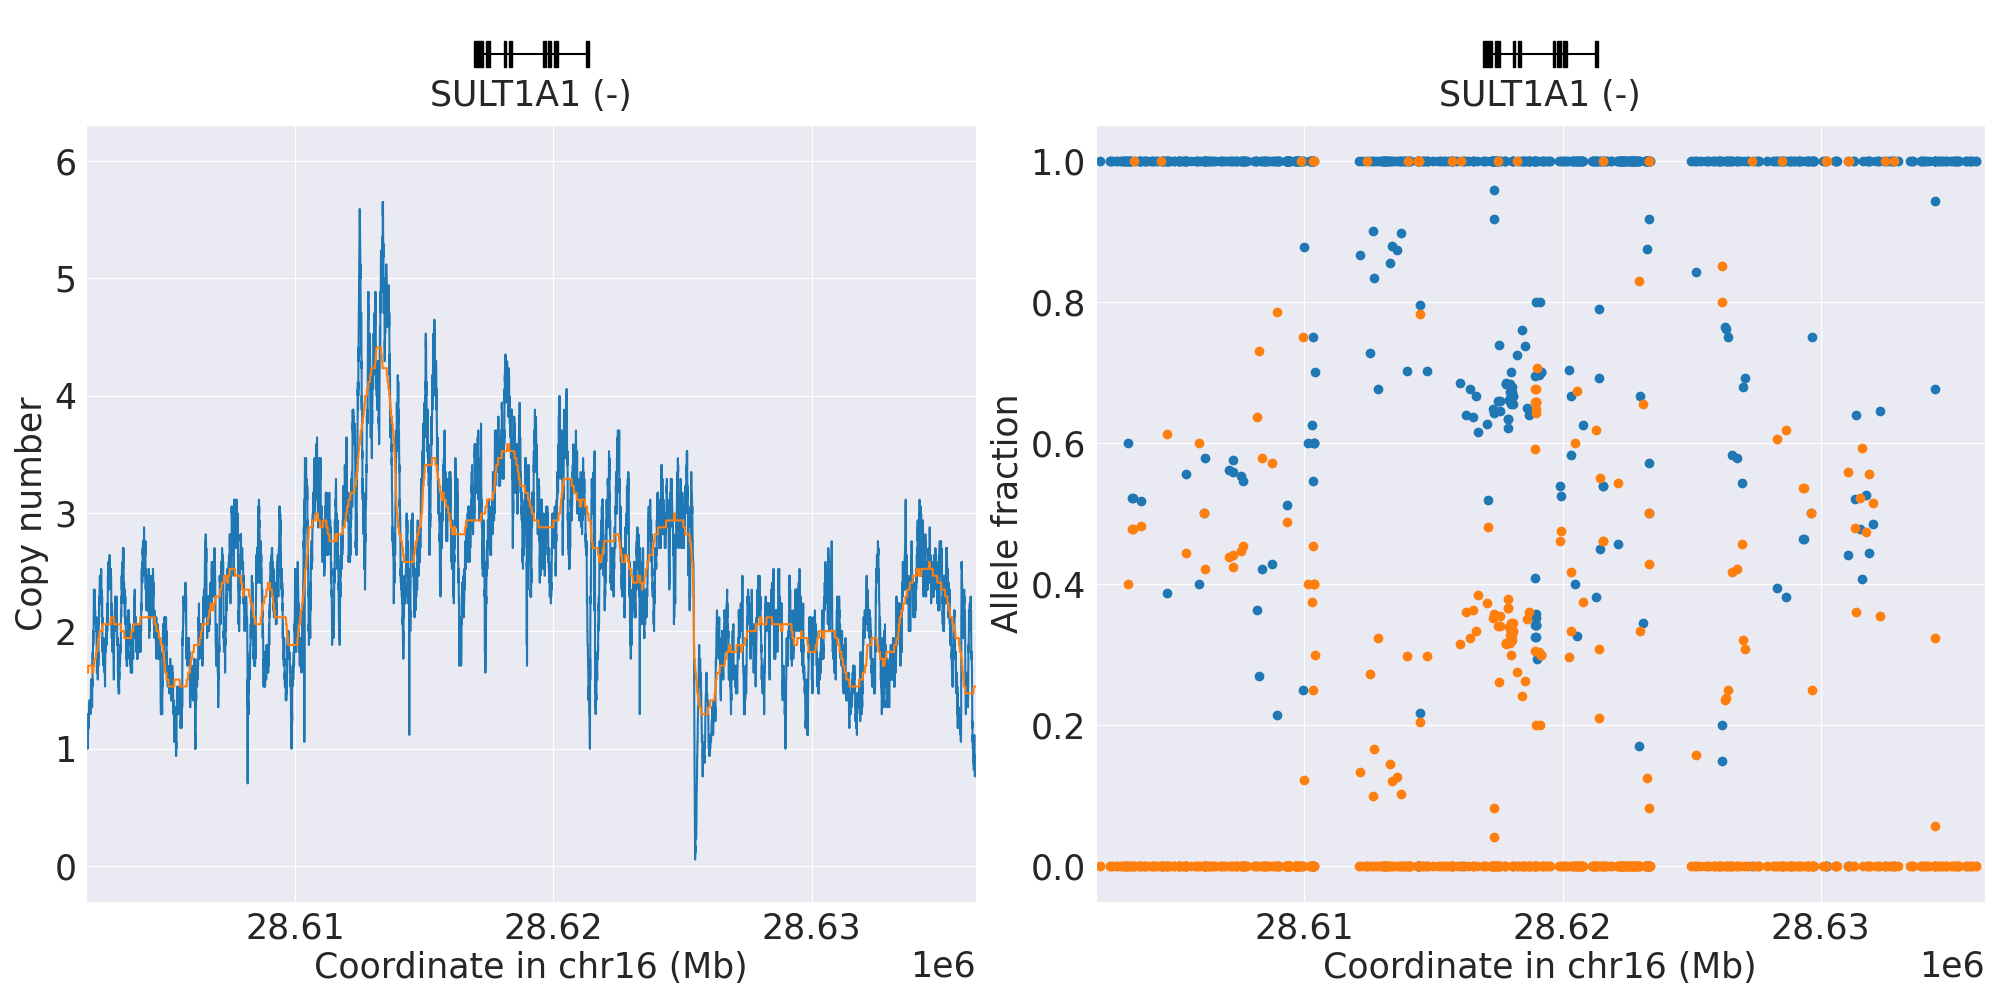 SULT1A1 (-)
6
5
4
3
2
1
0
Copy number
28.61
28.62
28.63
Coordinate in chr16 (Mb)
1e6
SULT1A1 (-)
1.0
0.8
0.6
0.4
0.2
0.0
Allele fraction
28.61
28.62
28.63
Coordinate in chr16 (Mb)
1e6